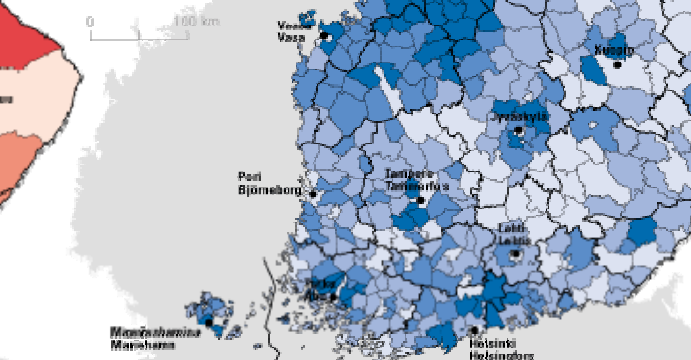 0 100 km
Vaasa
Vasa
Kuopio
Jyväskylä
Pori
Björneborg
Tampere
Tammerfors
Lahti
Lahtis
Turku
Åbo
Maarianhamina
Mariehamn
Helsinki
Helsingfors